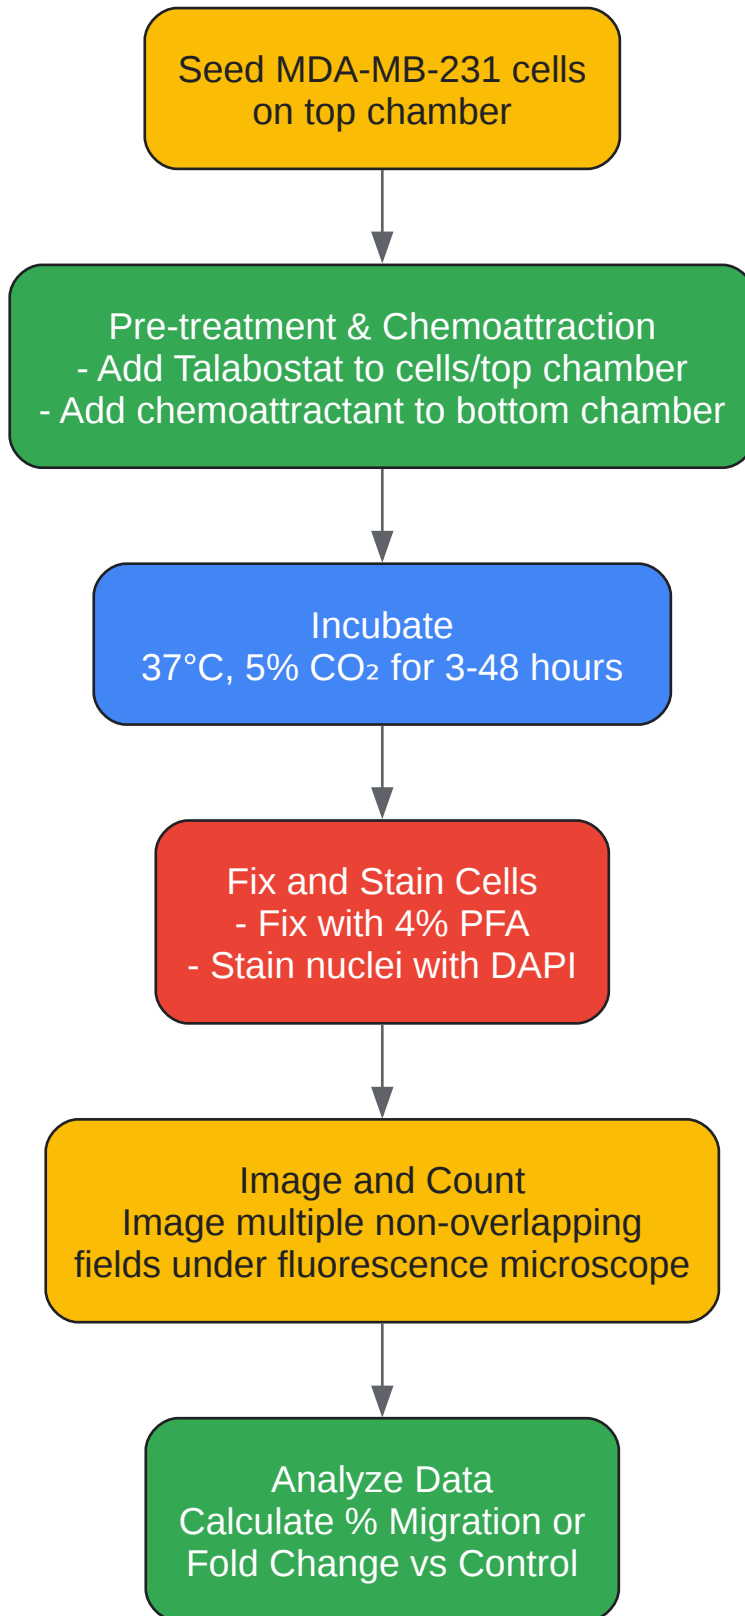 Seed MDA-MB-231 cells
on top chamber
Pre-treatment & Chemoattraction
- Add Talabostat to cells/top chamber
- Add chemoattractant to bottom chamber
Incubate
37°C, 5% CO₂ for 3-48 hours
Fix and Stain Cells
- Fix with 4% PFA
- Stain nuclei with DAPI
Image and Count
Image multiple non-overlapping
fields under fluorescence microscope
Analyze Data
Calculate % Migration or
Fold Change vs Control